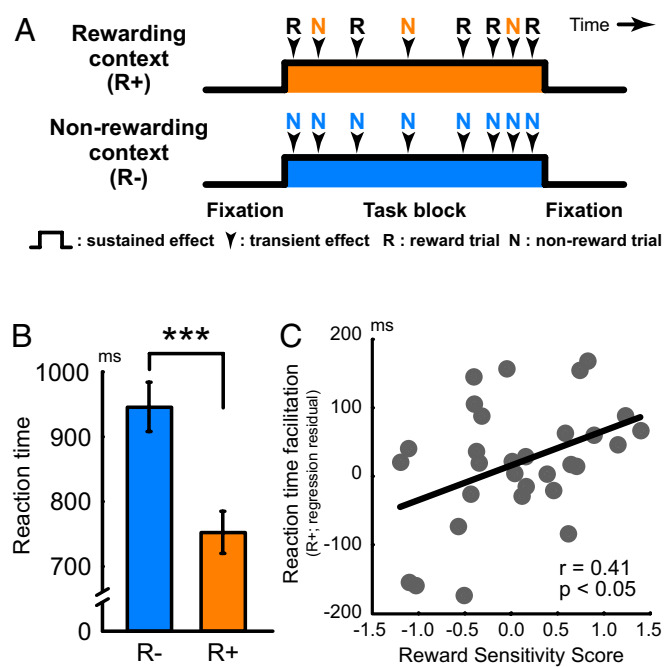 A
Rewarding
context
(R+)
R N R N R R N R
Time
Non-rewarding
context
(R-)
N N N N N N N N
Fixation Task block Fixation
: sustained effect : transient effect R : reward trial N : non-reward trial
B
ms
***
1000
900
800
700
0
Reaction time
R- R+
C
ms
200
100
0
-100
-200
Reaction time facilitation
(R+; regression residual)
r = 0.41
p < 0.05
-1.5 -1.0 -0.5 0.0 0.5 1.0 1.5
Reward Sensitivity Score